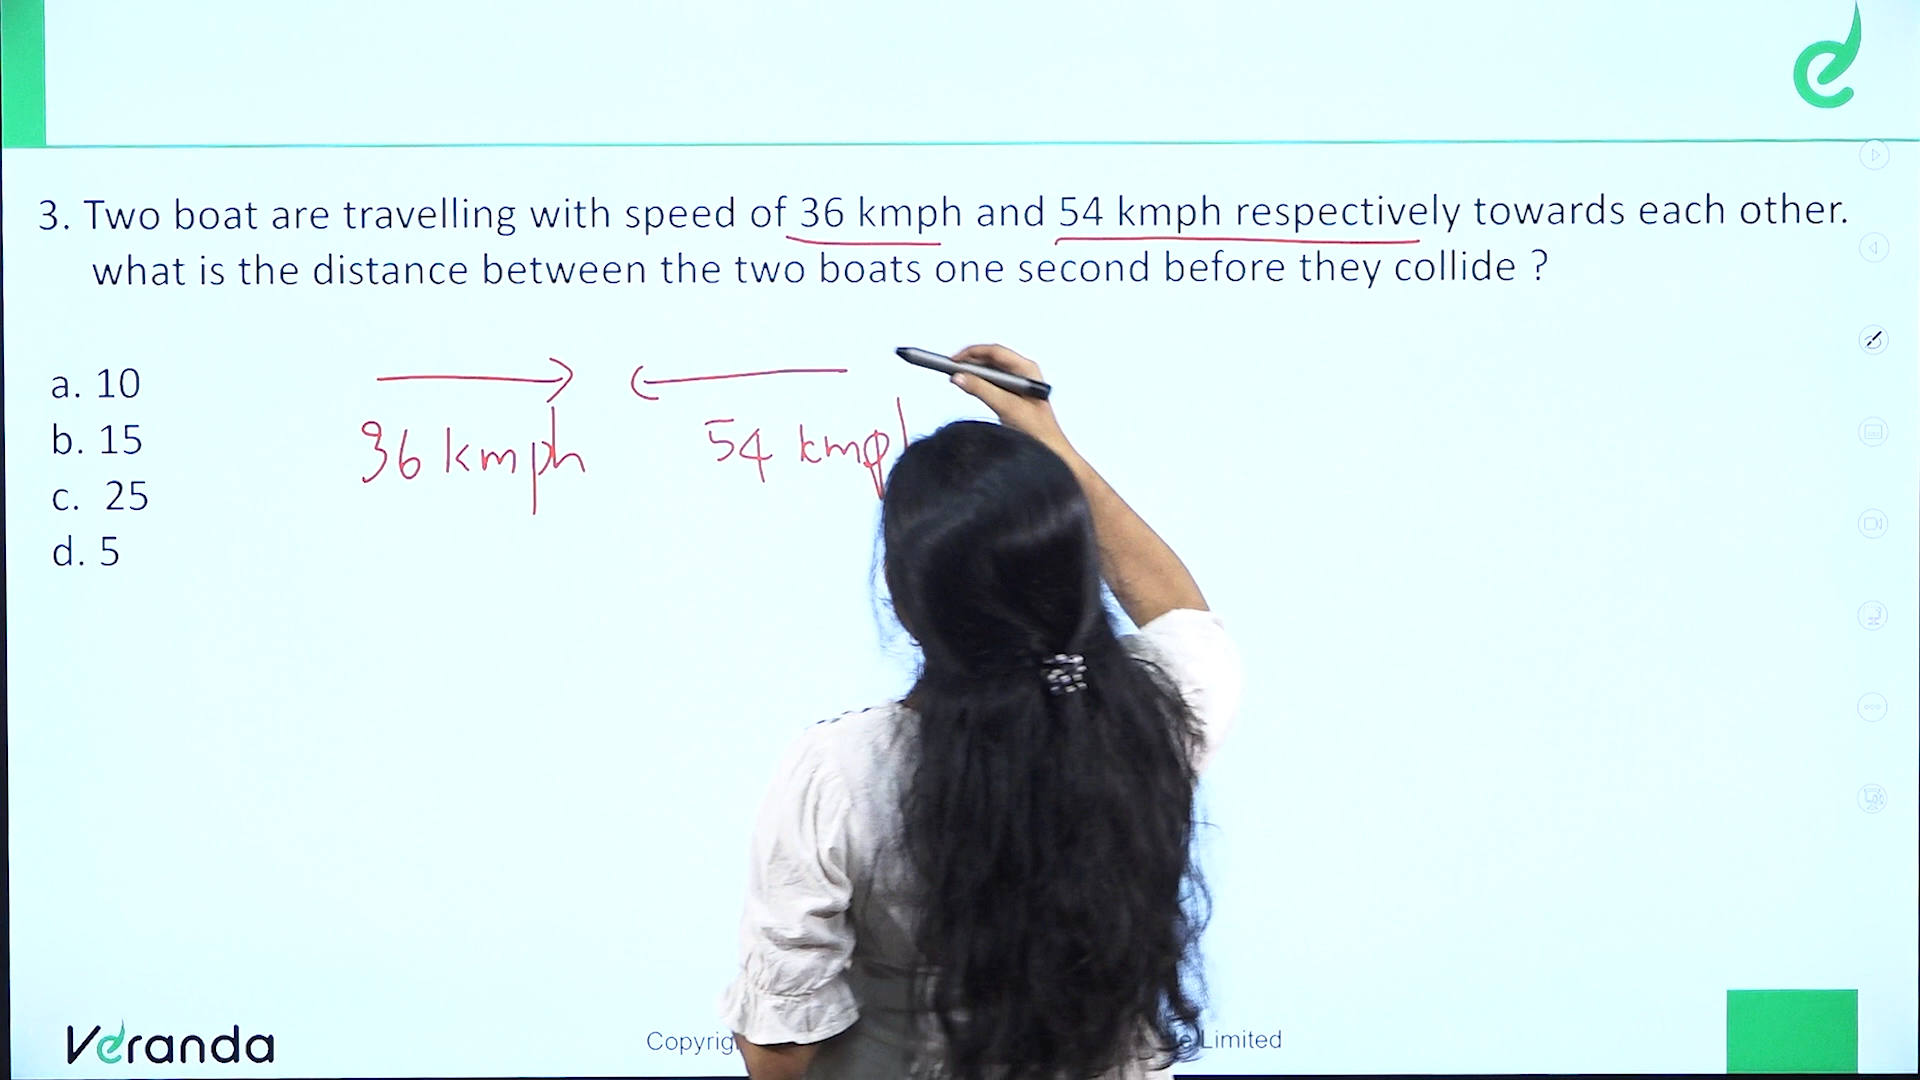 3. Two boat are travelling with speed of 36 kmph and 54 kmph respectively towards each other.
what is the distance between the two boats one second before they collide ?
a. 10
b. 15
c. 25
d. 5
36 kmph
54 kmph
Veranda
Limited